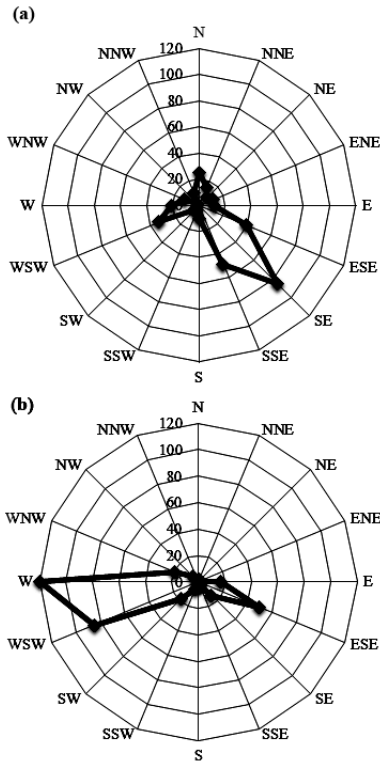 (a)
N
NNW 120 NNE
100
NW 80 NE
60
WNW 40 ENE
20
W E
WSW ESE
SW SE
SSW SSE
S
(b)
N
NNW 120 NNE
100
NW 80 NE
60
WNW 40 ENE
20
W 0 E
WSW ESE
SW SE
SSW SSE
S